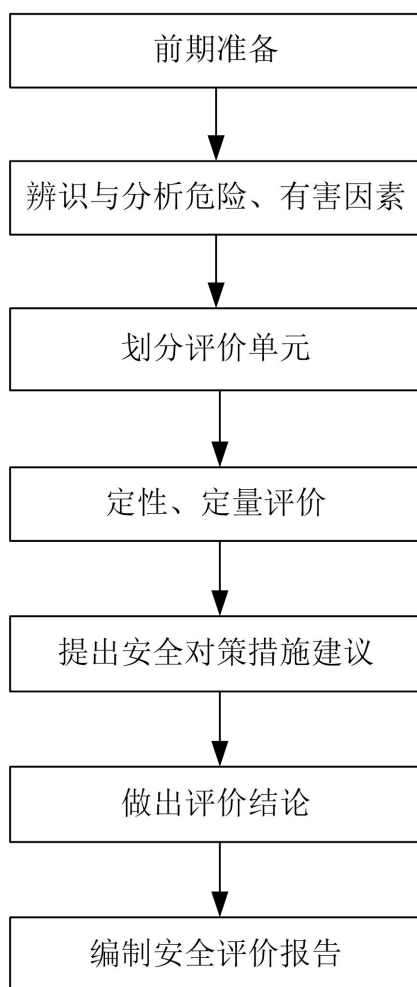 前期准备
辨识与分析危险、有害因素
划分评价单元
定性、定量评价
提出安全对策措施建议
做出评价结论
编制安全评价报告